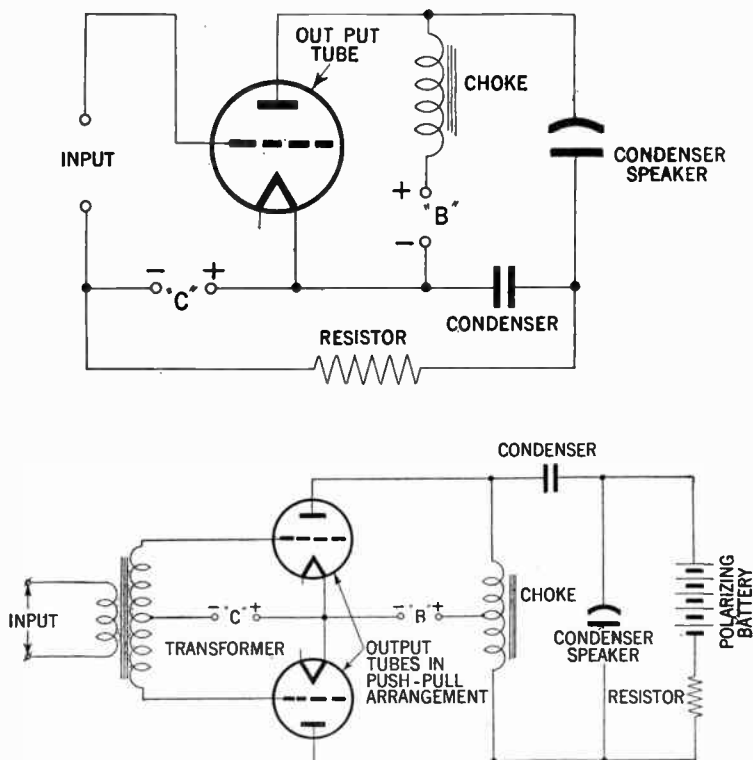 OUT PUT
TUBE
CHOKE
INPUT
CONDENSER
SPEAKER
+
"B"
−
− +
"C"
CONDENSER
RESISTOR
CONDENSER
INPUT
− "C" +
− "B" +
CHOKE
TRANSFORMER
OUTPUT
TUBES IN
PUSH-PULL
ARRANGEMENT
CONDENSER
SPEAKER
POLARIZING
BATTERY
RESISTOR